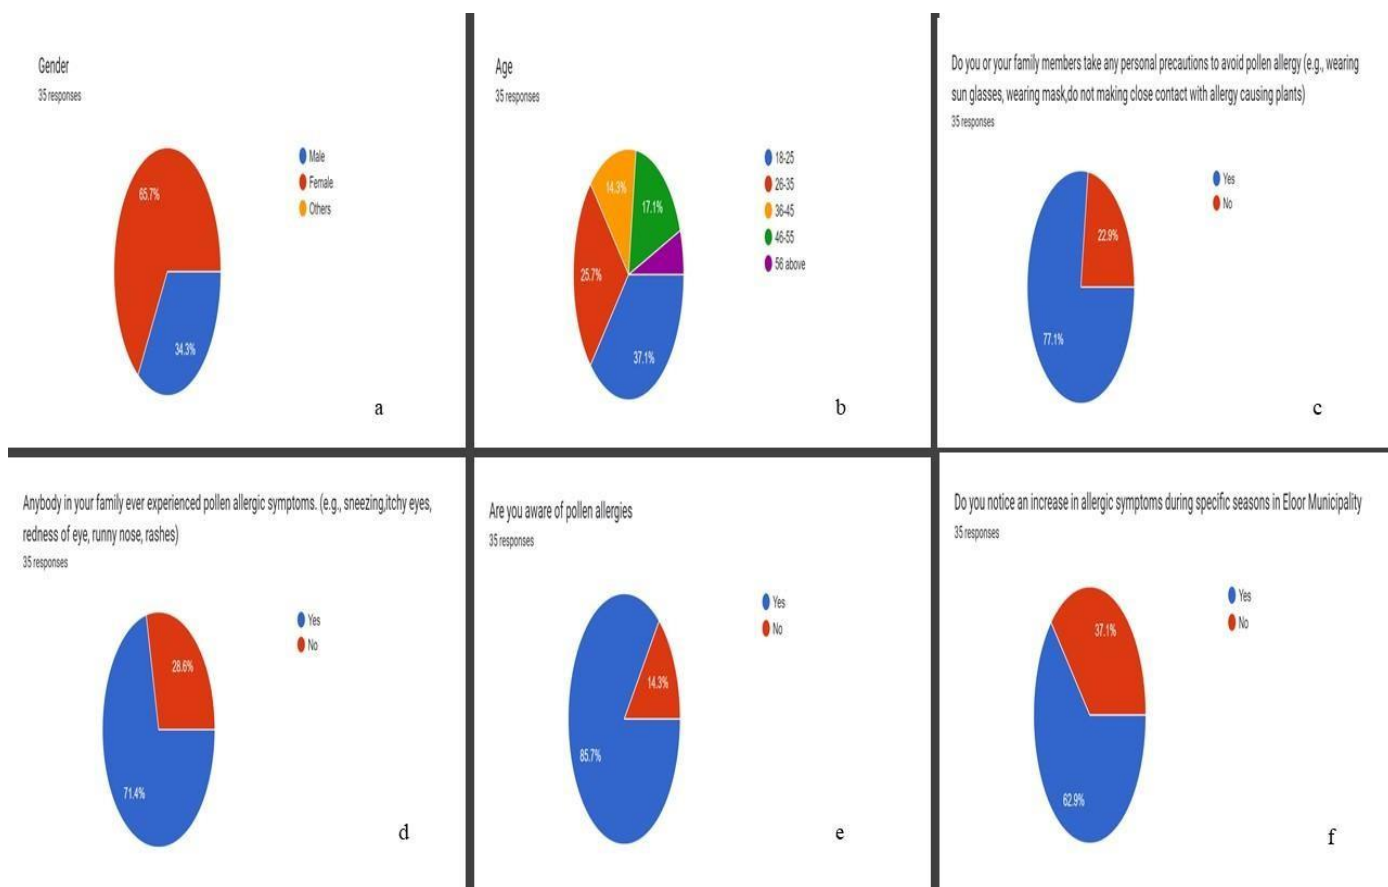 Gender
35 responses
65.7%
34.3%
Male
Female
Others
a
Age
35 responses
14.3%
17.1%
25.7%
37.1%
18-25
26-35
36-45
46-55
56 above
b
Do you or your family members take any personal precautions to avoid pollen allergy (e.g., wearing
sun glasses, wearing mask,do not making close contact with allergy causing plants)
35 responses
22.9%
77.1%
Yes
No
c
Anybody in your family ever experienced pollen allergic symptoms. (e.g., sneezing,itchy eyes,
redness of eye, runny nose, rashes)
35 responses
28.6%
71.4%
Yes
No
d
Are you aware of pollen allergies
35 responses
14.3%
85.7%
Yes
No
e
Do you notice an increase in allergic symptoms during specific seasons in Eloor Municipality
35 responses
37.1%
62.9%
Yes
No
f